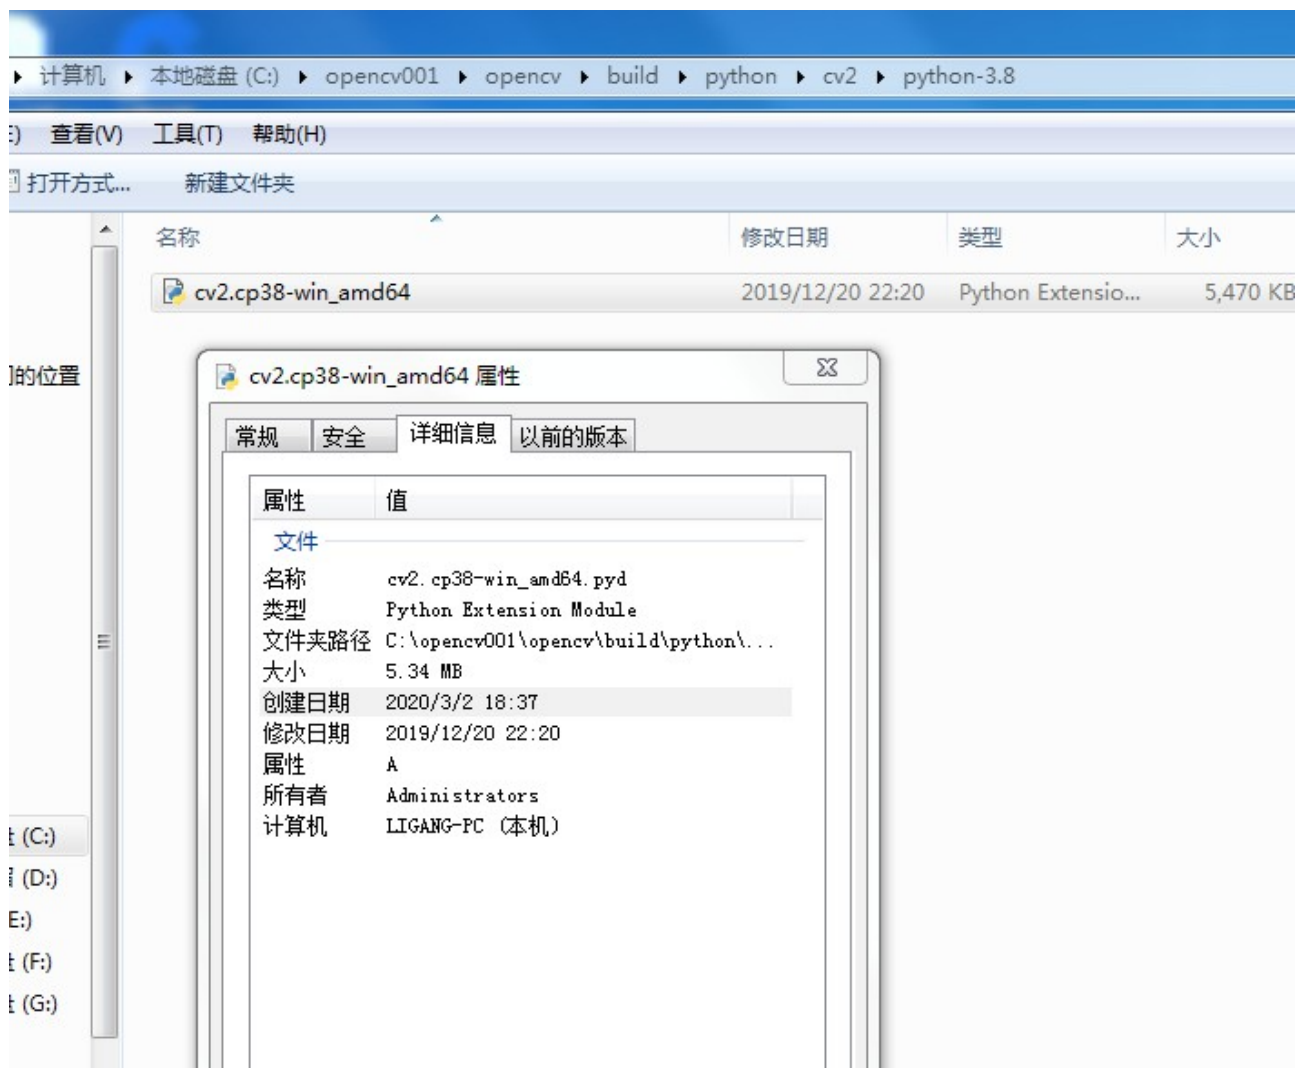 计算机 本地磁盘 (C:) opencv001 opencv build python cv2 python-3.8
查看(V) 工具(T) 帮助(H)
打开方式... 新建文件夹
名称 修改日期 类型 大小
cv2.cp38-win_amd64 2019/12/20 22:20 Python Extensio... 5,470 KB
的位置
cv2.cp38-win_amd64 属性
常规 安全 详细信息 以前的版本
属性 值
文件
名称 cv2.cp38-win_amd64.pyd
类型 Python Extension Module
文件夹路径 C:\opencv001\opencv\build\python\...
大小 5.34 MB
创建日期 2020/3/2 18:37
修改日期 2019/12/20 22:20
属性 A
所有者 Administrators
计算机 LIGANG-PC (本机)
(C:)
(D:)
E:)
(F:)
(G:)